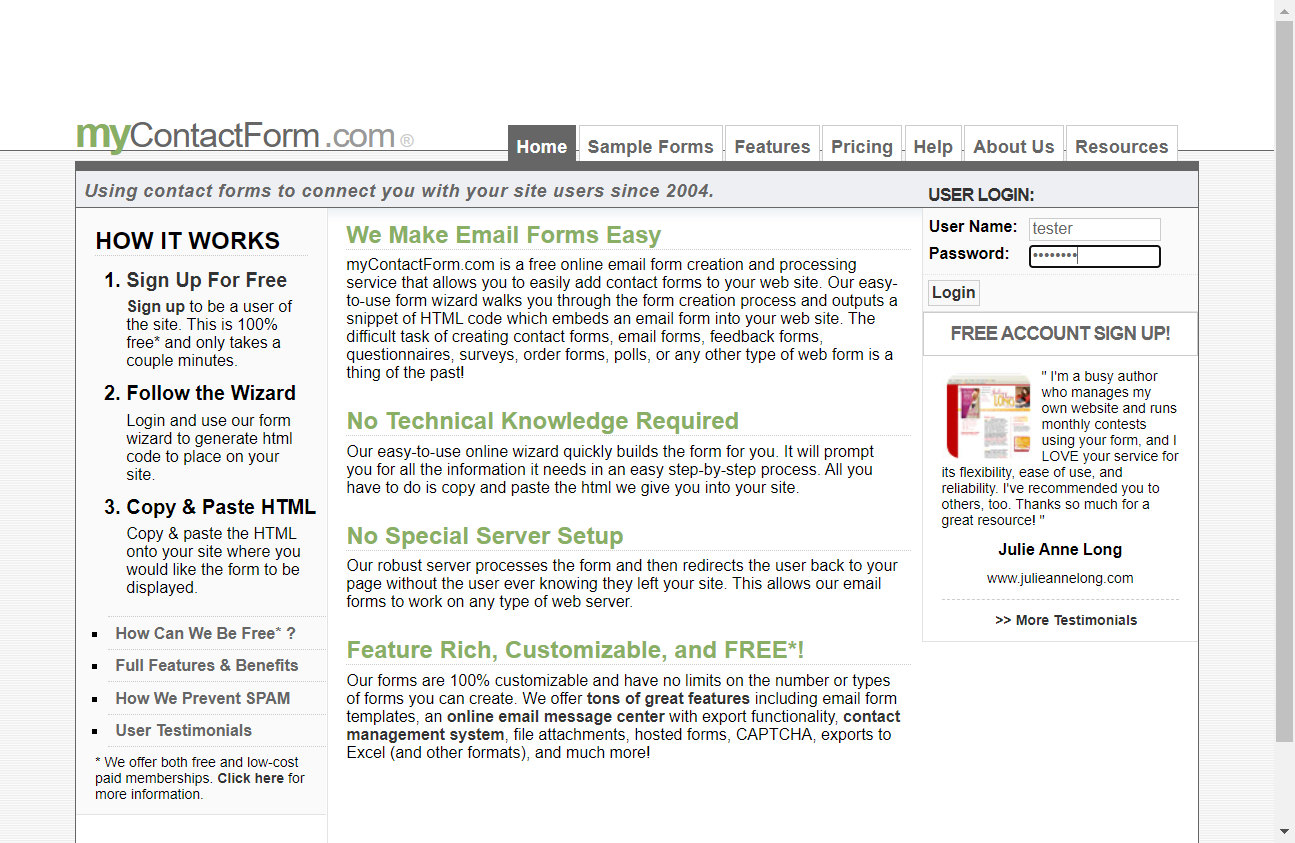 myContactForm.com®
Home
Sample Forms
Features
Pricing
Help
About Us
Resources
Using contact forms to connect you with your site users since 2004.
USER LOGIN:
User Name:
tester
Password:
••••••••
Login
HOW IT WORKS
1. Sign Up For Free
Sign up to be a user of
the site. This is 100%
free* and only takes a
couple minutes.
2. Follow the Wizard
Login and use our form
wizard to generate html
code to place on your
site.
3. Copy & Paste HTML
Copy & paste the HTML
onto your site where you
would like the form to be
displayed.
How Can We Be Free* ?
Full Features & Benefits
How We Prevent SPAM
User Testimonials
* We offer both free and low-cost
paid memberships. Click here for
more information.
We Make Email Forms Easy
myContactForm.com is a free online email form creation and processing
service that allows you to easily add contact forms to your web site. Our easy-
to-use form wizard walks you through the form creation process and outputs a
snippet of HTML code which embeds an email form into your web site. The
difficult task of creating contact forms, email forms, feedback forms,
questionnaires, surveys, order forms, polls, or any other type of web form is a
thing of the past!
No Technical Knowledge Required
Our easy-to-use online wizard quickly builds the form for you. It will prompt
you for all the information it needs in an easy step-by-step process. All you
have to do is copy and paste the html we give you into your site.
No Special Server Setup
Our robust server processes the form and then redirects the user back to your
page without the user ever knowing they left your site. This allows our email
forms to work on any type of web server.
Feature Rich, Customizable, and FREE*!
Our forms are 100% customizable and have no limits on the number or types
of forms you can create. We offer tons of great features including email form
templates, an online email message center with export functionality, contact
management system, file attachments, hosted forms, CAPTCHA, exports to
Excel (and other formats), and much more!
FREE ACCOUNT SIGN UP!
" I'm a busy author
who manages my
own website and runs
monthly contests
using your form, and I
LOVE your service for
its flexibility, ease of use, and
reliability. I've recommended you to
others, too. Thanks so much for a
great resource! "
Julie Anne Long
www.julieannelong.com
>> More Testimonials